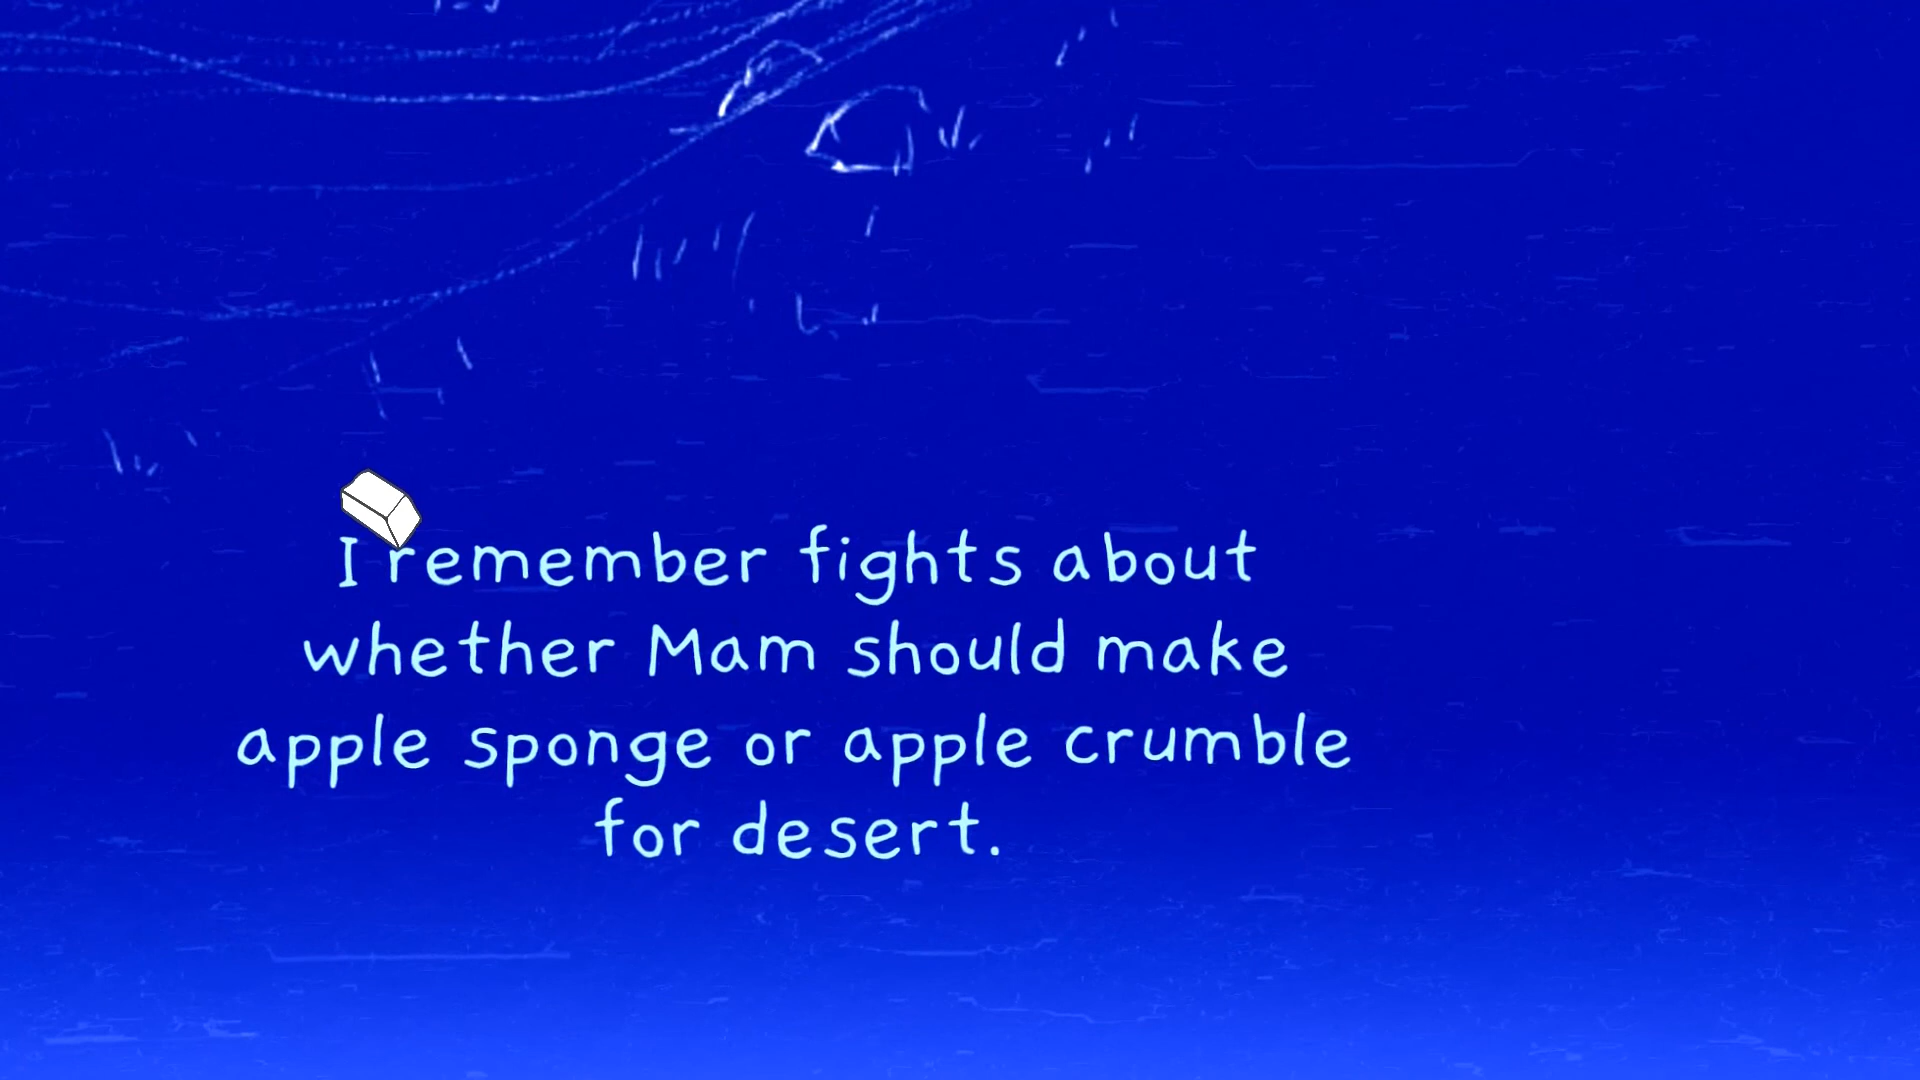 I remember fights about
whether Mam should make
apple sponge or apple crumble
for desert.